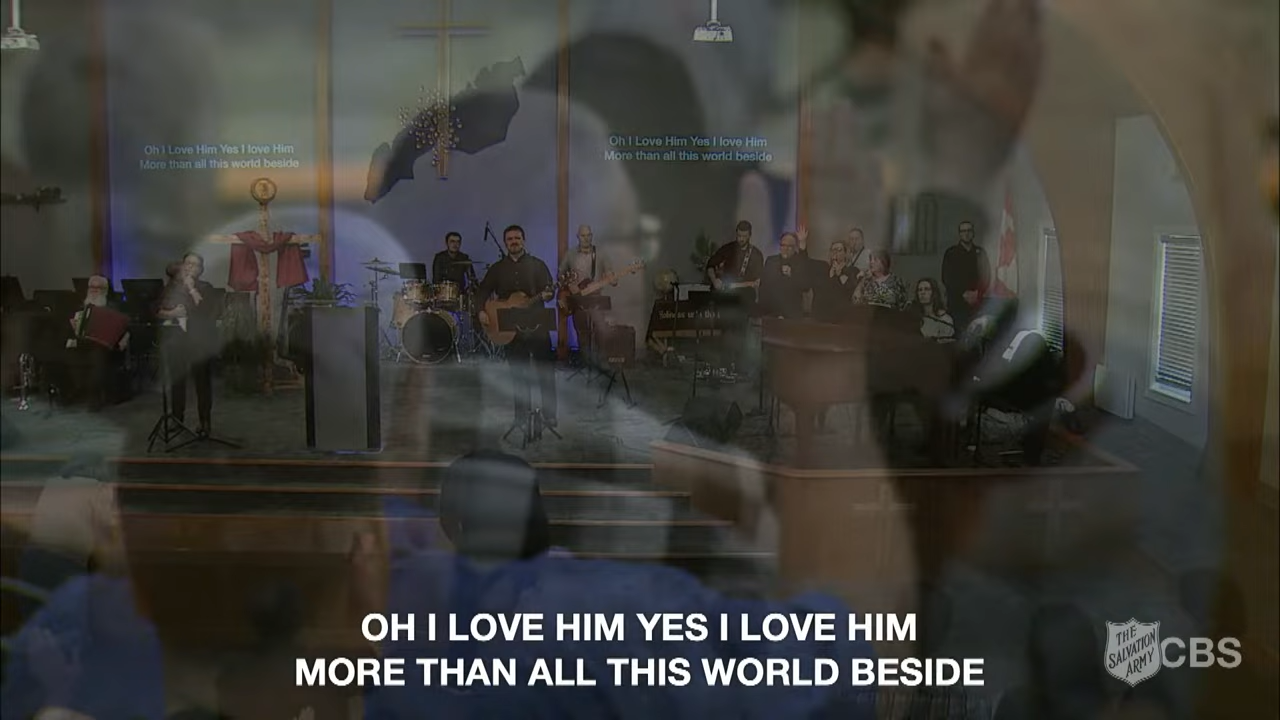 Oh I Love Him Yes I love Him
More than all this world beside
Oh I Love Him Yes I love Him
More than all this world beside
OH I LOVE HIM YES I LOVE HIM
MORE THAN ALL THIS WORLD BESIDE
THE
SALVATION
ARMY
CBS